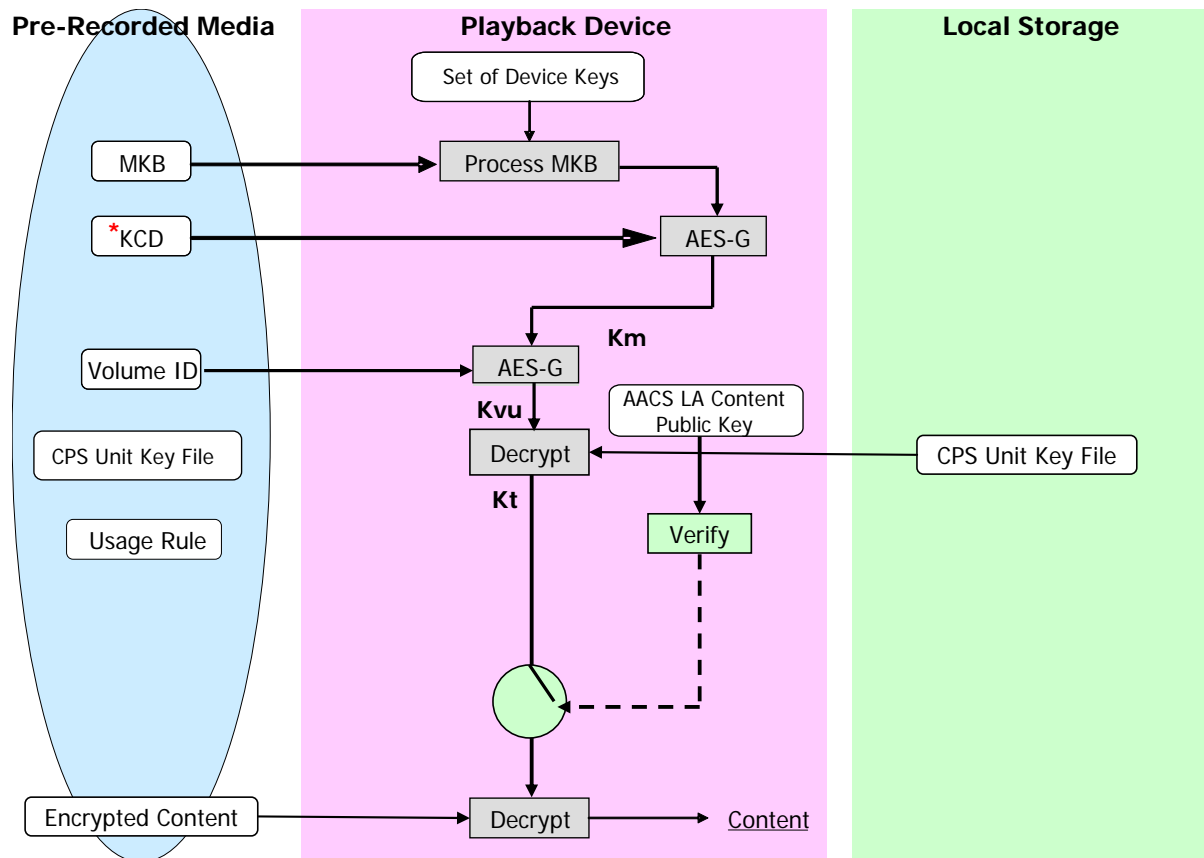 Pre-Recorded Media
Playback Device
Local Storage
Set of Device Keys
MKB
Process MKB
*KCD
AES-G
Km
Volume ID
AES-G
Kvu
AACS LA Content
Public Key
CPS Unit Key File
Decrypt
CPS Unit Key File
Kt
Usage Rule
Verify
Encrypted Content
Decrypt
Content